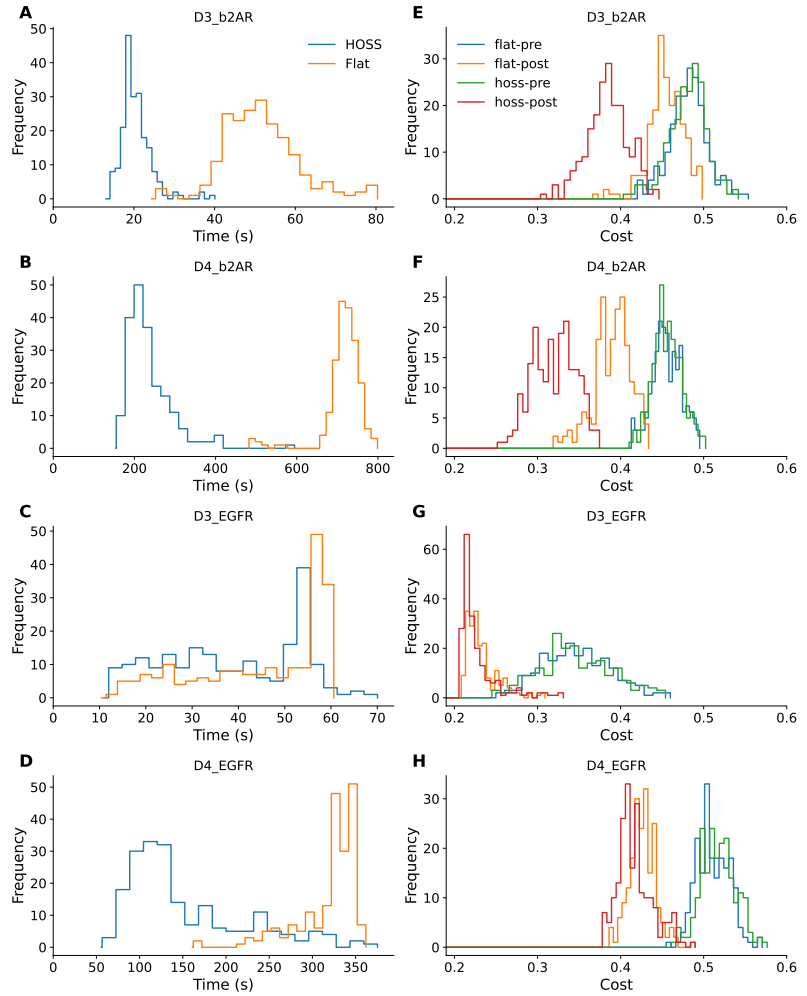 A
D3_b2AR
Frequency
50
40
30
20
10
0
HOSS
Flat
0 20 40 60 80
Time (s)
E
D3_b2AR
Frequency
30
20
10
0
flat-pre
flat-post
hoss-pre
hoss-post
0.2 0.3 0.4 0.5 0.6
Cost
B
D4_b2AR
Frequency
50
40
30
20
10
0
0 200 400 600 800
Time (s)
F
D4_b2AR
Frequency
25
20
15
10
5
0
0.2 0.3 0.4 0.5 0.6
Cost
C
D3_EGFR
Frequency
50
40
30
20
10
0
0 10 20 30 40 50 60 70
Time (s)
G
D3_EGFR
Frequency
60
40
20
0
0.2 0.3 0.4 0.5 0.6
Cost
D
D4_EGFR
Frequency
50
40
30
20
10
0
0 50 100 150 200 250 300 350
Time (s)
H
D4_EGFR
Frequency
30
20
10
0
0.2 0.3 0.4 0.5 0.6
Cost